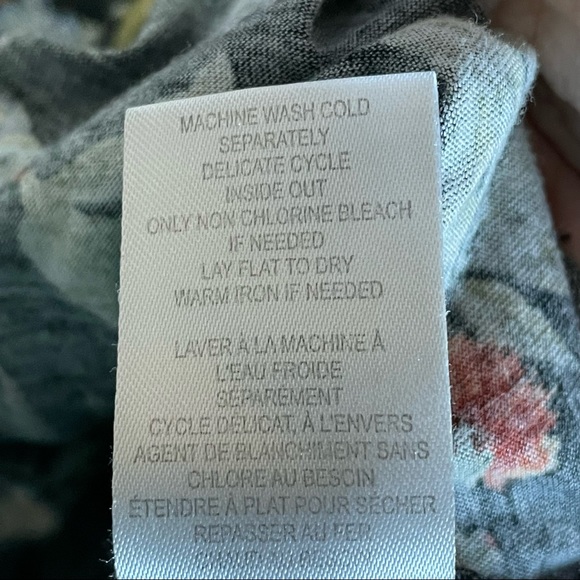 MACHINE WASH COLD
SEPARATELY
DELICATE CYCLE
INSIDE OUT
ONLY NON CHLORINE BLEACH
IF NEEDED
LAY FLAT TO DRY
WARM IRON IF NEEDED
LAVER À LA MACHINE À
L'EAU FROIDE
SÉPARÉMENT
CYCLE DÉLICAT, À L'ENVERS
AGENT DE BLANCHIMENT SANS
CHLORE AU BESOIN
ÉTENDRE À PLAT POUR SÉCHER
REPASSER AU FER